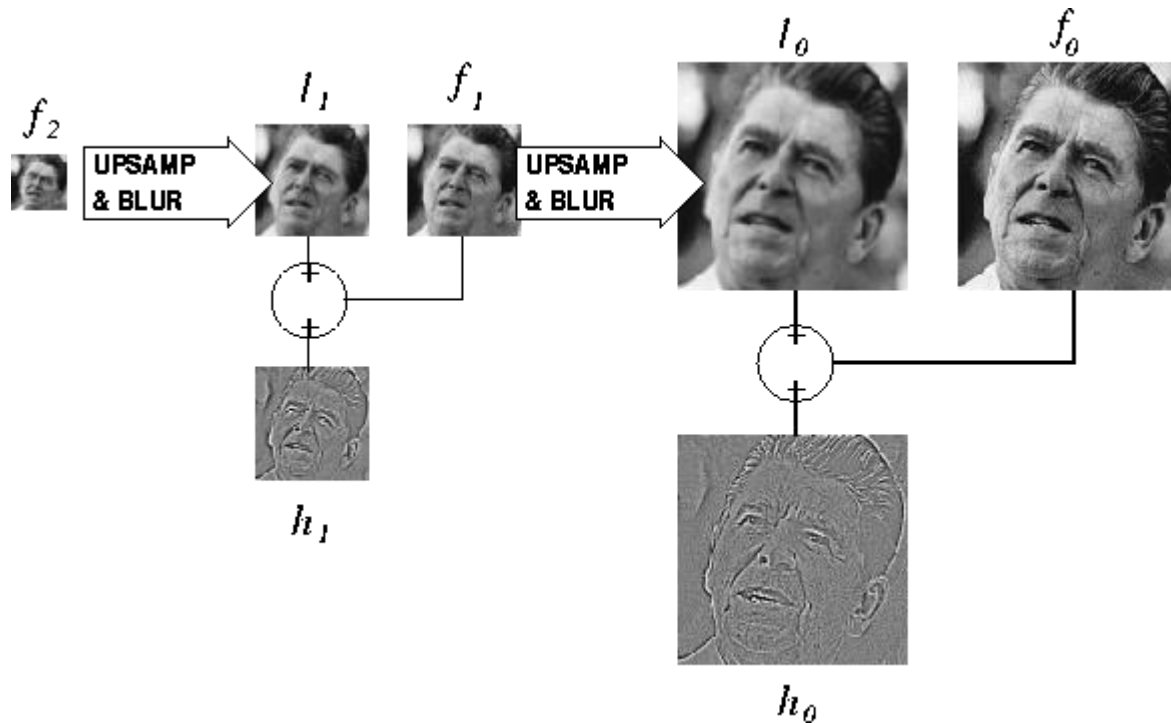 l₀
f₀
l₁
f₁
f₂
UPSAMP
& BLUR
UPSAMP
& BLUR
+
+
+
+
h₁
h₀